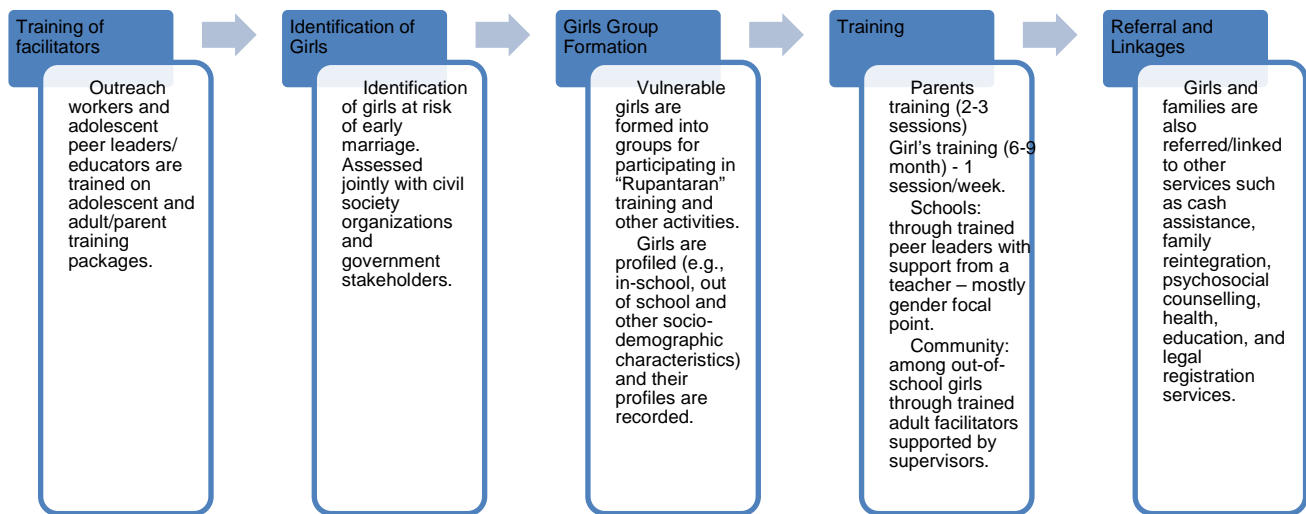 Training of
facilitators
Outreach
workers and
adolescent
peer leaders/
educators are
trained on
adolescent and
adult/parent
training
packages.
Identification of
Girls
Identification
of girls at risk
of early
marriage.
Assessed
jointly with civil
society
organizations
and
government
stakeholders.
Girls Group
Formation
Vulnerable
girls are
formed into
groups for
participating in
“Rupantaran”
training and
other activities.
Girls are
profiled (e.g.,
in-school, out
of school and
other socio-
demographic
characteristics)
and their
profiles are
recorded.
Training
Parents
training (2-3
sessions)
Girl’s training (6-9
month) - 1
session/week.
Schools:
through trained
peer leaders with
support from a
teacher – mostly
gender focal
point.
Community:
among out-of-
school girls
through trained
adult facilitators
supported by
supervisors.
Referral and
Linkages
Girls and
families are
also
referred/linked
to other
services such
as cash
assistance,
family
reintegration,
psychosocial
counselling,
health,
education, and
legal
registration
services.